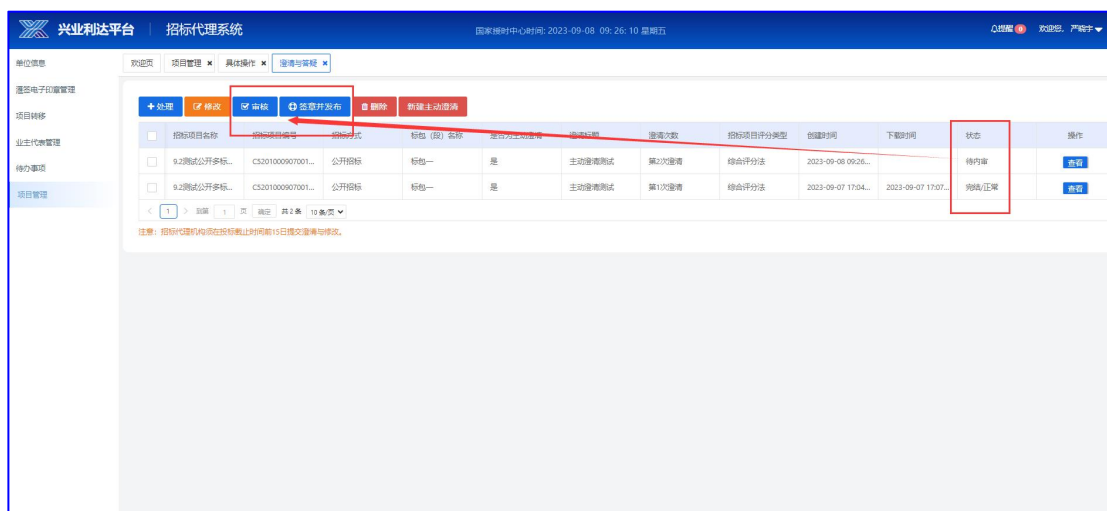 兴业利达平台 招标代理系统 国家授时中心时间: 2023-09-08 09: 26: 10 星期五 提醒 0 欢迎您，严晓宇
单位信息 欢迎页 项目管理 × 具体操作 × 澄清与答疑 ×
遗签电子印章管理
项目转移
业主代表管理
待办事项
项目管理
+处理 修改 审核 签章并发布 删除 新建主动澄清
招标项目名称 招标项目编号 招标方式 标包（段）名称 是否为主动澄清 澄清标题 澄清次数 招标项目评分类型 创建时间 下载时间 状态 操作
9.2测试公开多标... C5201000907001... 公开招标 标包一 是 主动澄清测试 第2次澄清 综合评分法 2023-09-08 09:26... 待内审 查看
9.2测试公开多标... C5201000907001... 公开招标 标包一 是 主动澄清测试 第1次澄清 综合评分法 2023-09-07 17:04... 2023-09-07 17:07... 完结/正常 查看
< 1 > 到第 1 页 确定 共 2 条 10 条/页
注意：招标代理机构须在投标截止时间前15日提交澄清与修改。